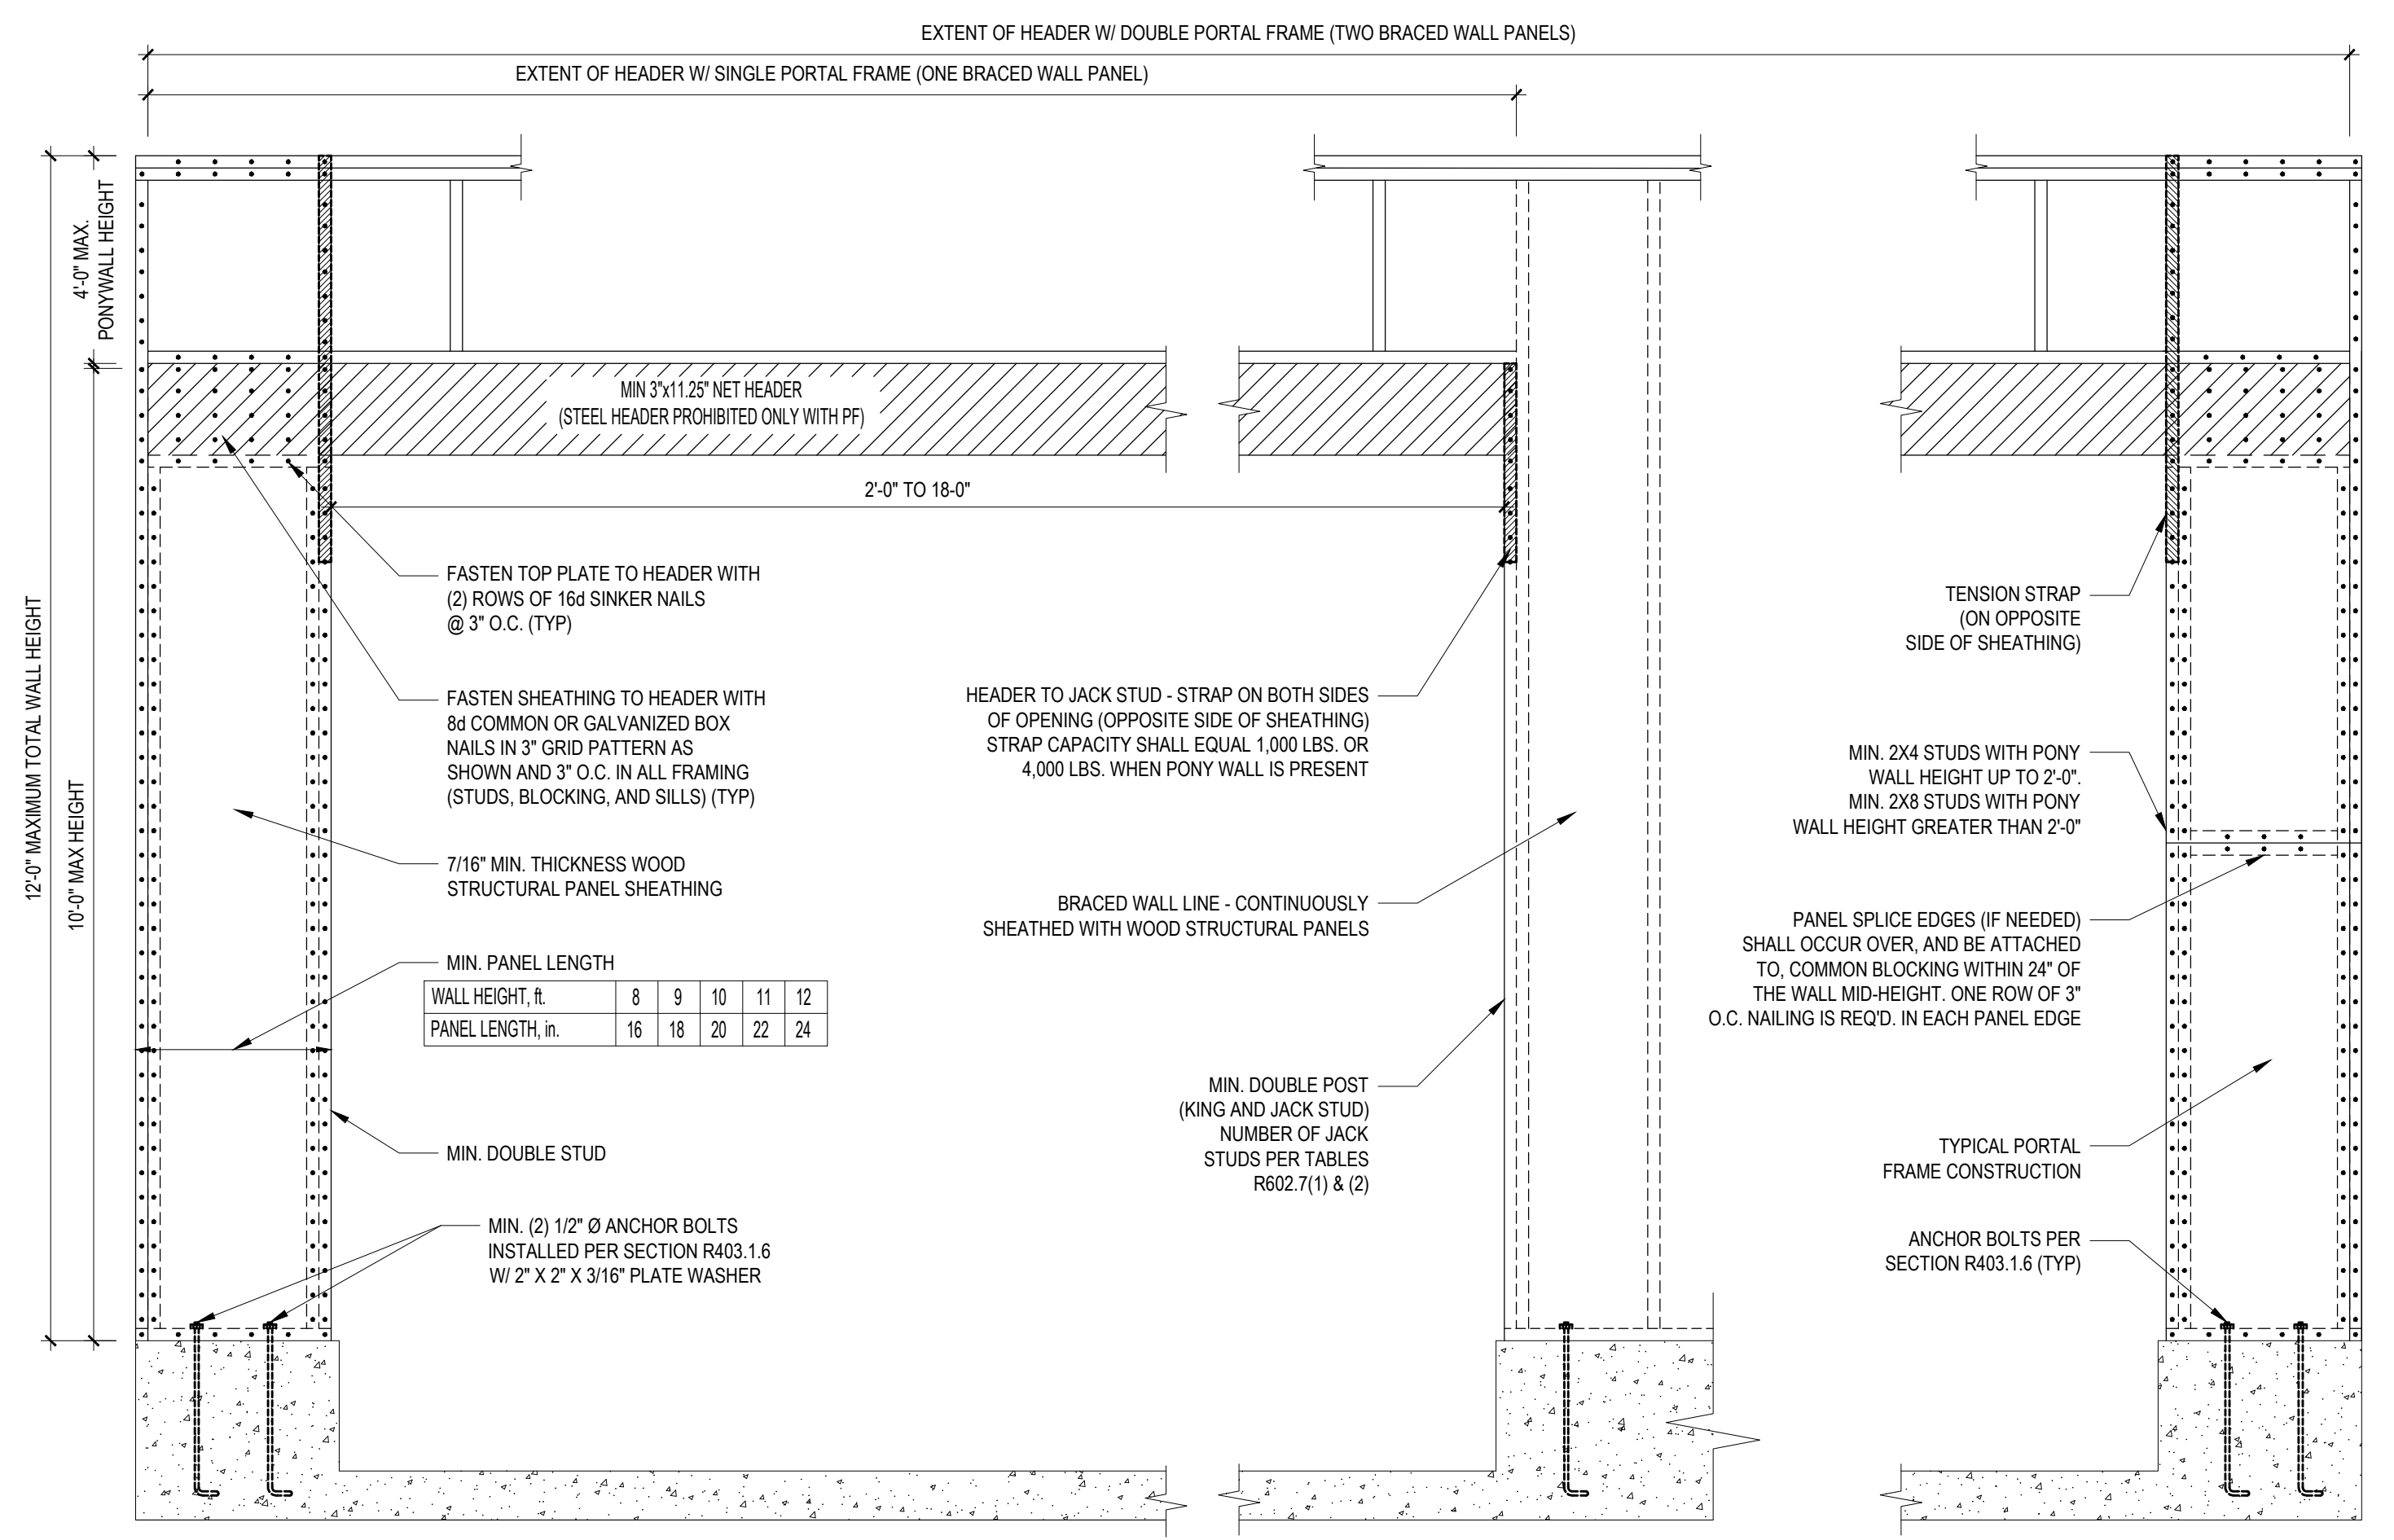 EXTENT OF HEADER W/ DOUBLE PORTAL FRAME (TWO BRACED WALL PANELS)
EXTENT OF HEADER W/ SINGLE PORTAL FRAME (ONE BRACED WALL PANEL)
4'-0" MAX.
PONYWALL HEIGHT
12'-0" MAXIMUM TOTAL WALL HEIGHT
10'-0" MAX HEIGHT
MIN 3"x11.25" NET HEADER
(STEEL HEADER PROHIBITED ONLY WITH PF)
2'-0" TO 18-0"
FASTEN TOP PLATE TO HEADER WITH
(2) ROWS OF 16d SINKER NAILS
@ 3" O.C. (TYP)
FASTEN SHEATHING TO HEADER WITH
8d COMMON OR GALVANIZED BOX
NAILS IN 3" GRID PATTERN AS
SHOWN AND 3" O.C. IN ALL FRAMING
(STUDS, BLOCKING, AND SILLS) (TYP)
7/16" MIN. THICKNESS WOOD
STRUCTURAL PANEL SHEATHING
MIN. PANEL LENGTH
WALL HEIGHT, ft. 8 9 10 11 12
PANEL LENGTH, in. 16 18 20 22 24
MIN. DOUBLE STUD
MIN. (2) 1/2" Ø ANCHOR BOLTS
INSTALLED PER SECTION R403.1.6
W/ 2" X 2" X 3/16" PLATE WASHER
HEADER TO JACK STUD - STRAP ON BOTH SIDES
OF OPENING (OPPOSITE SIDE OF SHEATHING)
STRAP CAPACITY SHALL EQUAL 1,000 LBS. OR
4,000 LBS. WHEN PONY WALL IS PRESENT
BRACED WALL LINE - CONTINUOUSLY
SHEATHED WITH WOOD STRUCTURAL PANELS
MIN. DOUBLE POST
(KING AND JACK STUD)
NUMBER OF JACK
STUDS PER TABLES
R602.7(1) & (2)
TENSION STRAP
(ON OPPOSITE
SIDE OF SHEATHING)
MIN. 2X4 STUDS WITH PONY
WALL HEIGHT UP TO 2'-0".
MIN. 2X8 STUDS WITH PONY
WALL HEIGHT GREATER THAN 2'-0"
PANEL SPLICE EDGES (IF NEEDED)
SHALL OCCUR OVER, AND BE ATTACHED
TO, COMMON BLOCKING WITHIN 24" OF
THE WALL MID-HEIGHT. ONE ROW OF 3"
O.C. NAILING IS REQ'D. IN EACH PANEL EDGE
TYPICAL PORTAL
FRAME CONSTRUCTION
ANCHOR BOLTS PER
SECTION R403.1.6 (TYP)